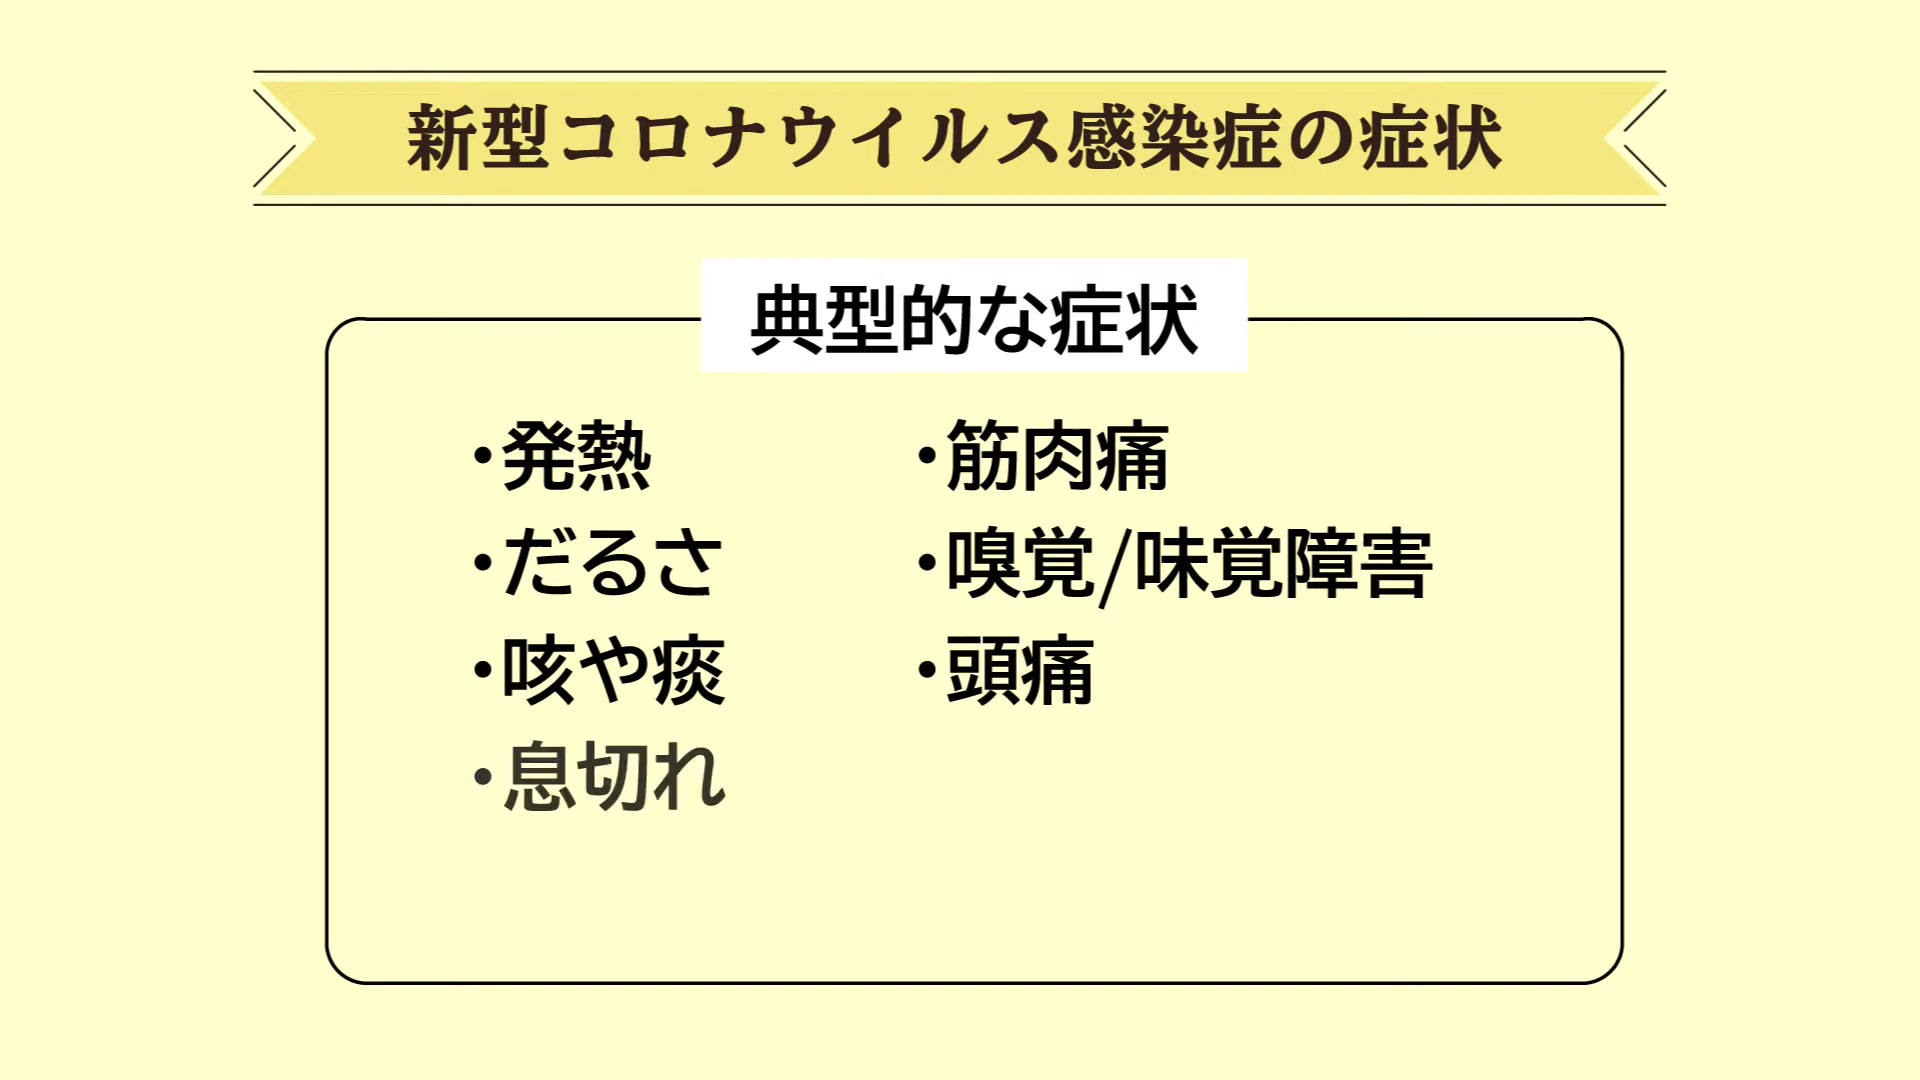 新型コロナウイルス感染症の症状
典型的な症状
・発熱
・だるさ
・咳や痰
・息切れ
・筋肉痛
・嗅覚/味覚障害
・頭痛